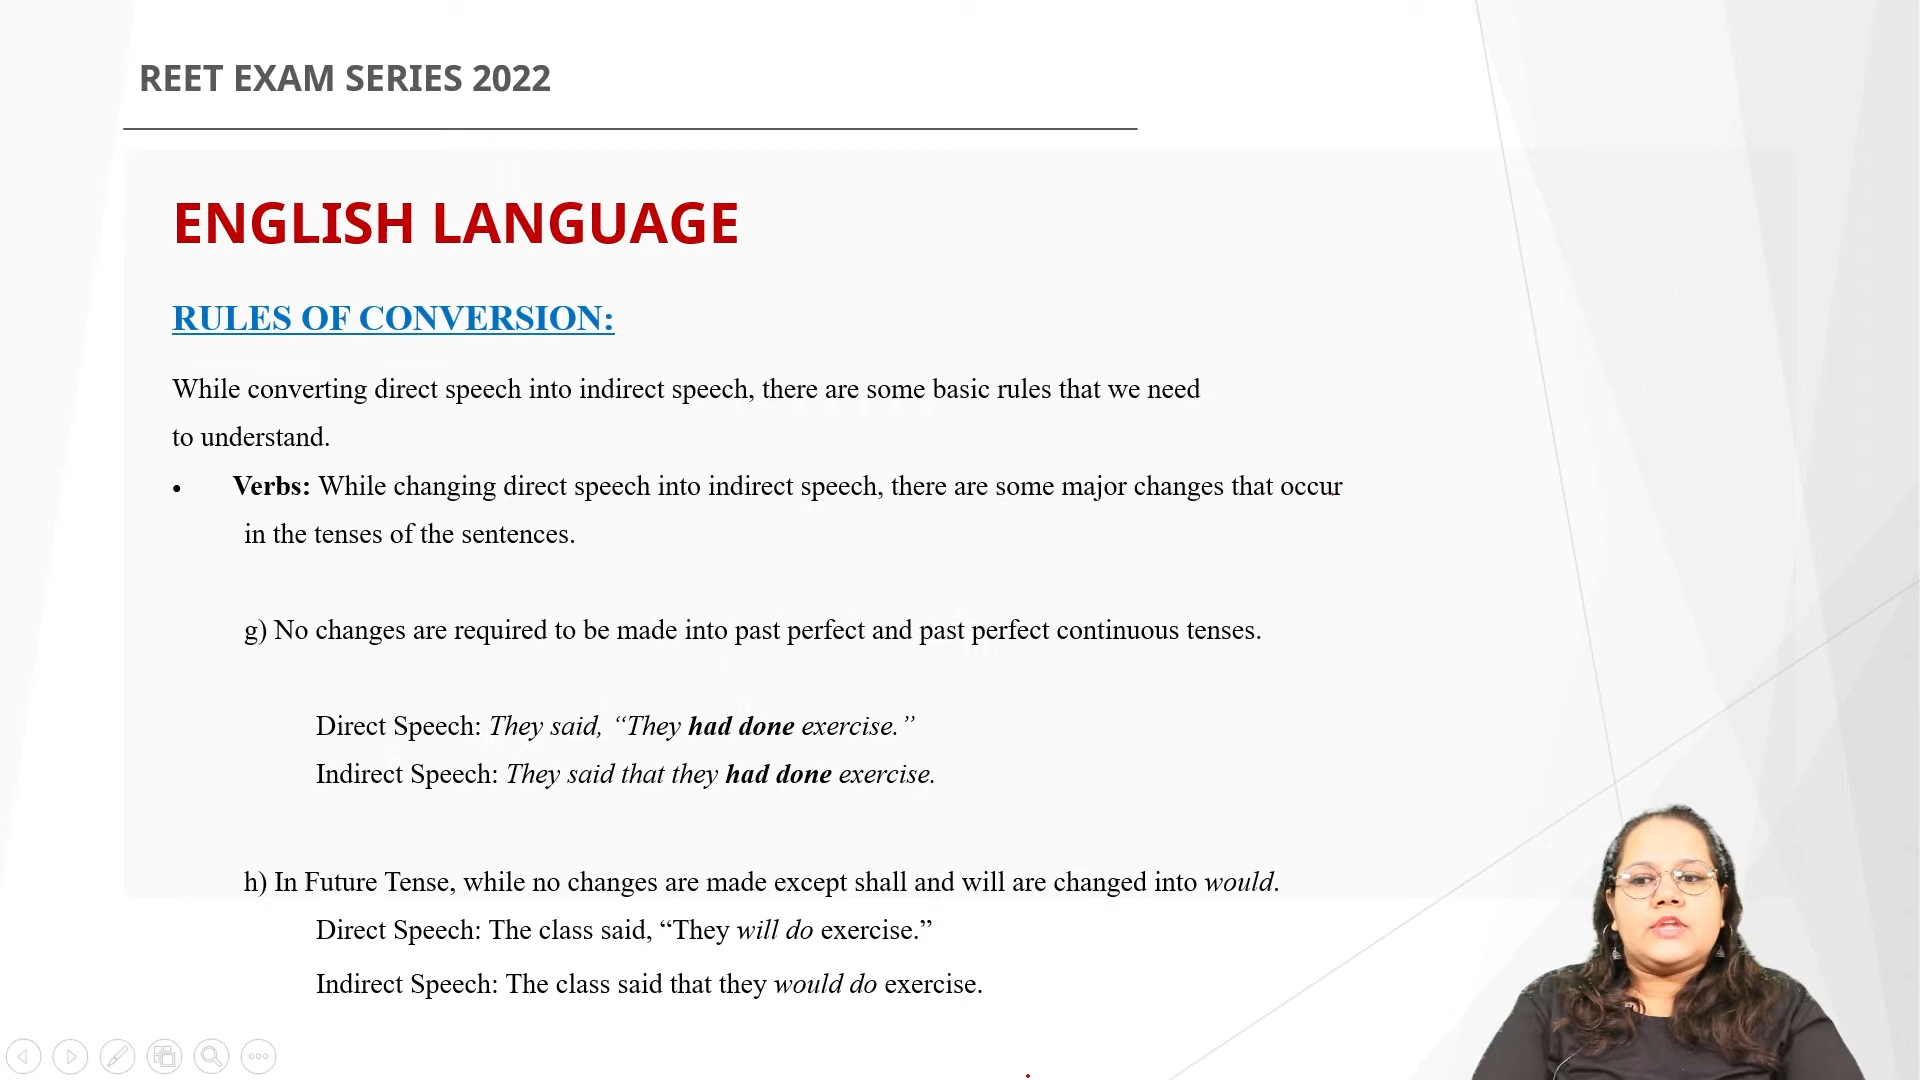 REET EXAM SERIES 2022
ENGLISH LANGUAGE
RULES OF CONVERSION:
While converting direct speech into indirect speech, there are some basic rules that we need
to understand.
• Verbs: While changing direct speech into indirect speech, there are some major changes that occur
in the tenses of the sentences.
g) No changes are required to be made into past perfect and past perfect continuous tenses.
Direct Speech: They said, “They had done exercise.”
Indirect Speech: They said that they had done exercise.
h) In Future Tense, while no changes are made except shall and will are changed into would.
Direct Speech: The class said, “They will do exercise.”
Indirect Speech: The class said that they would do exercise.